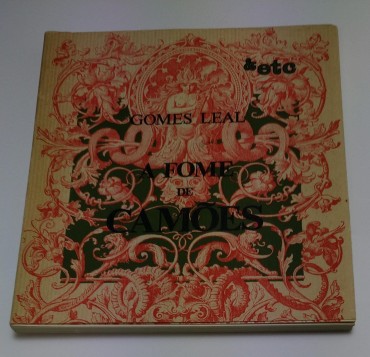 &etc
GOMES LEAL
A FOME
DE
CAMÕES